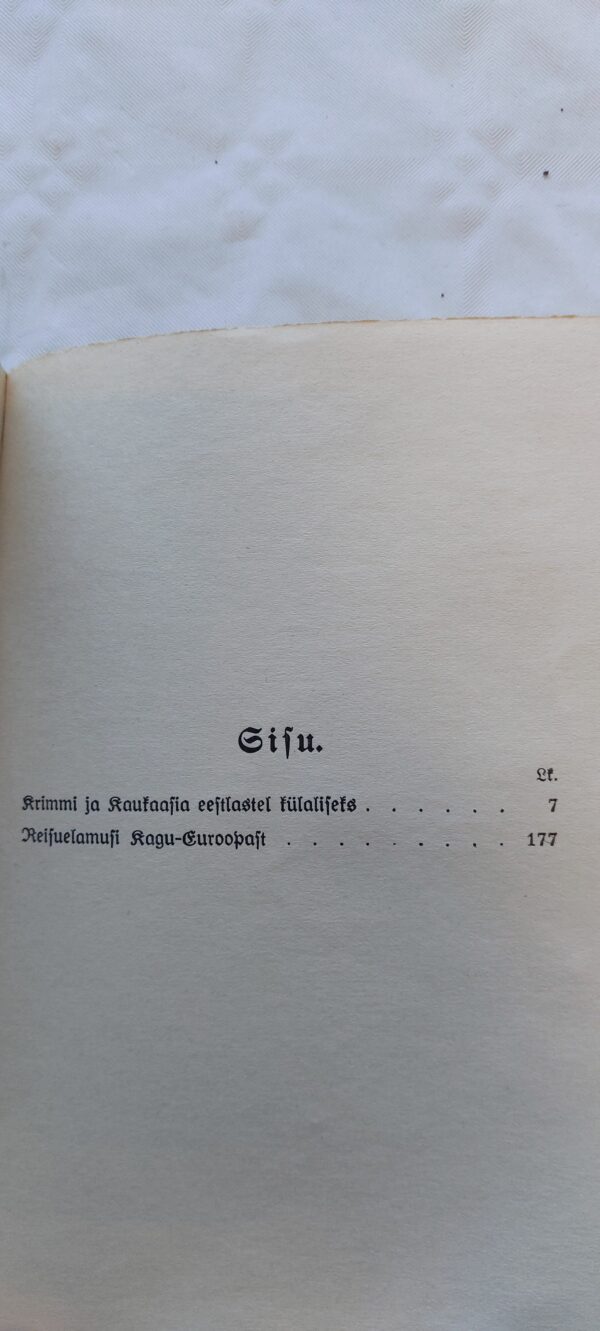 Sisu.
Lk.
Krimmi ja Kaukaasia eestlastel külaliseks . . . . . . 7
Reisuelamusi Kagu-Euroopast . . . . . . . . . 177